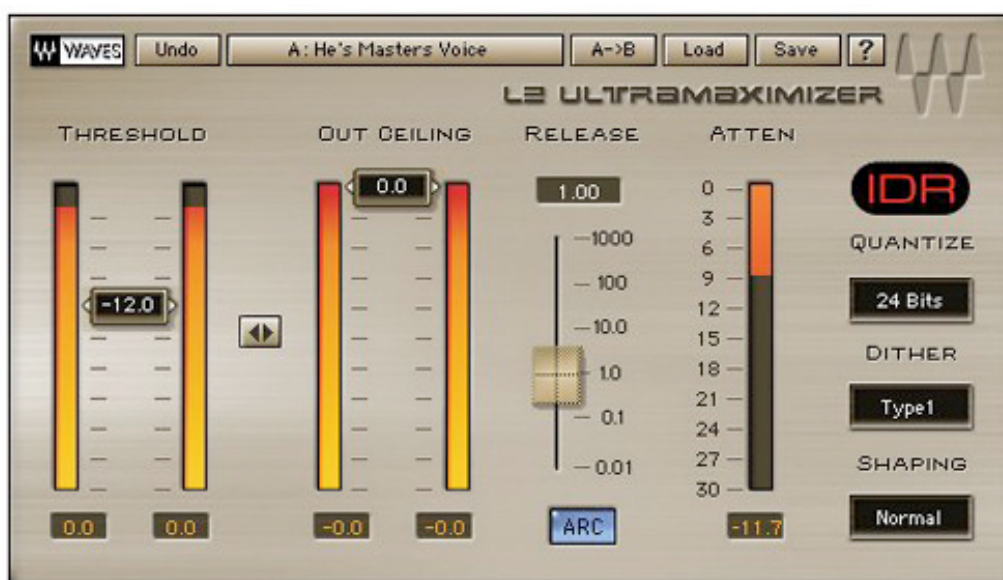 W WAVES Undo A: He's Masters Voice A->B Load Save ?
L2 ULTRAMAXIMIZER
THRESHOLD OUT CEILING RELEASE ATTEN
IDR
QUANTIZE
24 Bits
DITHER
Type1
SHAPING
Normal
-12.0
0.0 0.0
0.0
-0.0 -0.0
1.00
1000
100
10.0
1.0
0.1
0.01
ARC
0
3
6
9
12
15
18
21
24
27
30
-11.7